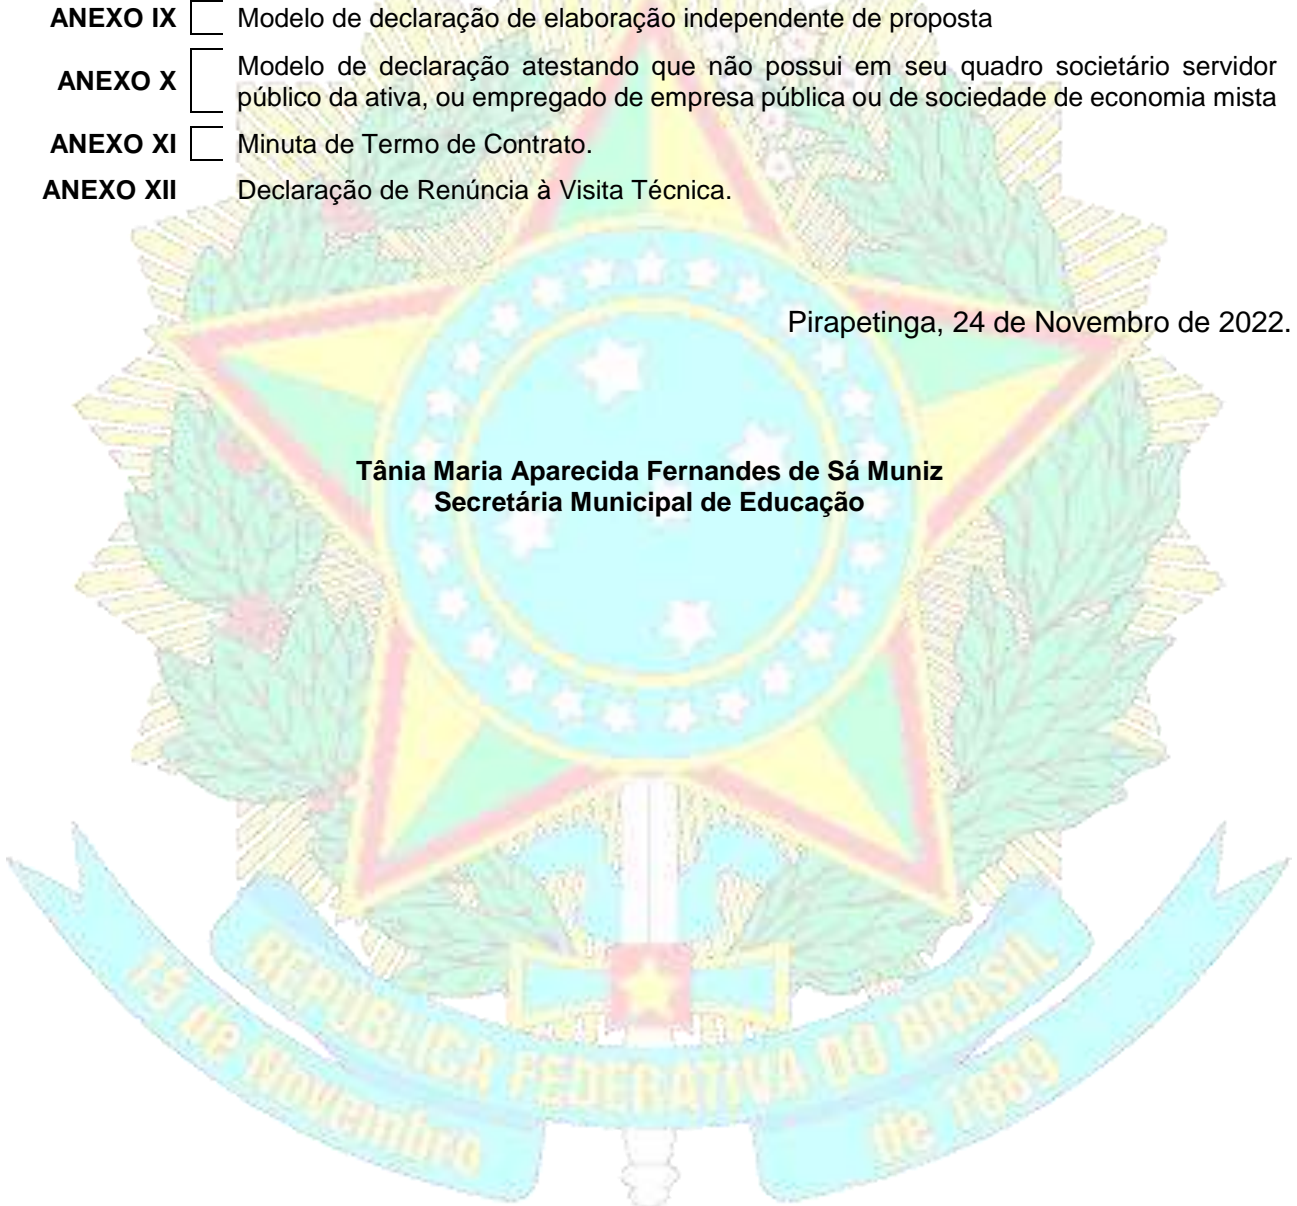 ANEXO IX Modelo de declaração de elaboração independente de proposta
ANEXO X Modelo de declaração atestando que não possui em seu quadro societário servidor
público da ativa, ou empregado de empresa pública ou de sociedade de economia mista
ANEXO XI Minuta de Termo de Contrato.
ANEXO XII Declaração de Renúncia à Visita Técnica.
Pirapetinga, 24 de Novembro de 2022.
Tânia Maria Aparecida Fernandes de Sá Muniz
Secretária Municipal de Educação
REPÚBLICA FEDERATIVA DO BRASIL
15 de Novembro de 1889